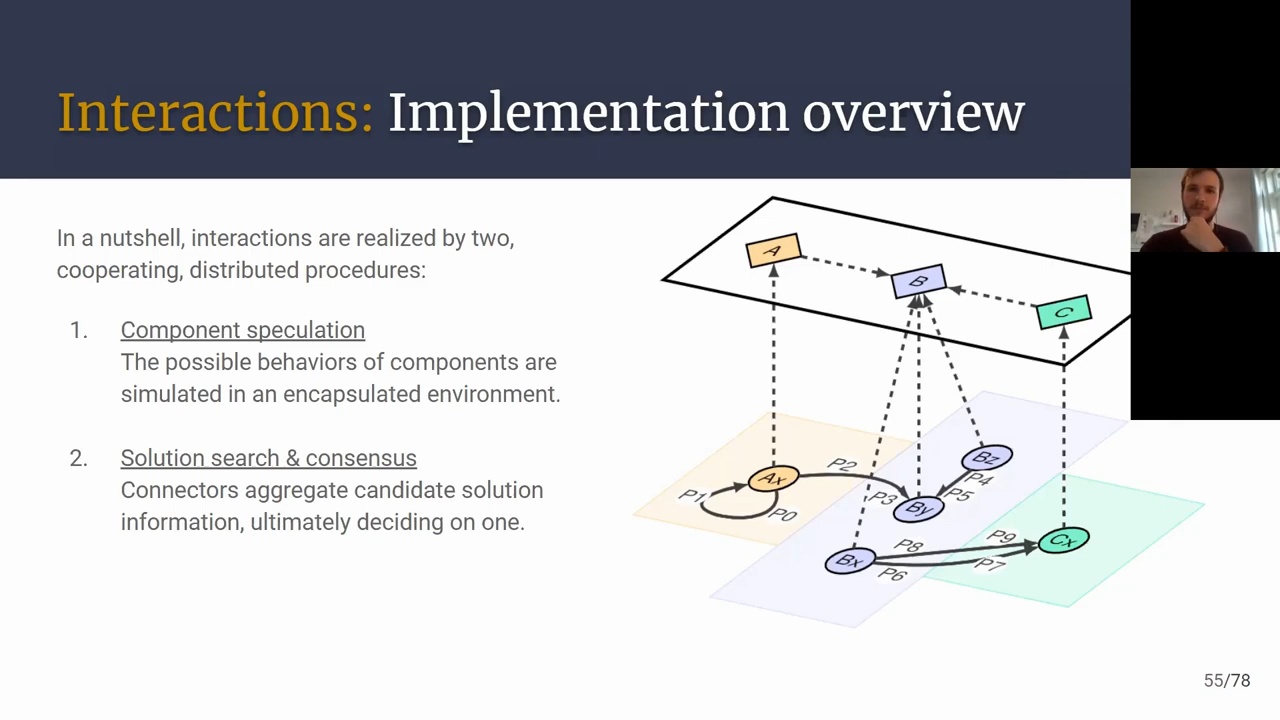 Interactions: Implementation overview
In a nutshell, interactions are realized by two,
cooperating, distributed procedures:
1. Component speculation
The possible behaviors of components are
simulated in an encapsulated environment.
2. Solution search & consensus
Connectors aggregate candidate solution
information, ultimately deciding on one.
A
B
C
Ax
P1
P0
P2
P3
By
Bz
P4
P5
Bx
P8
P6
P9
P7
Cx
55/78